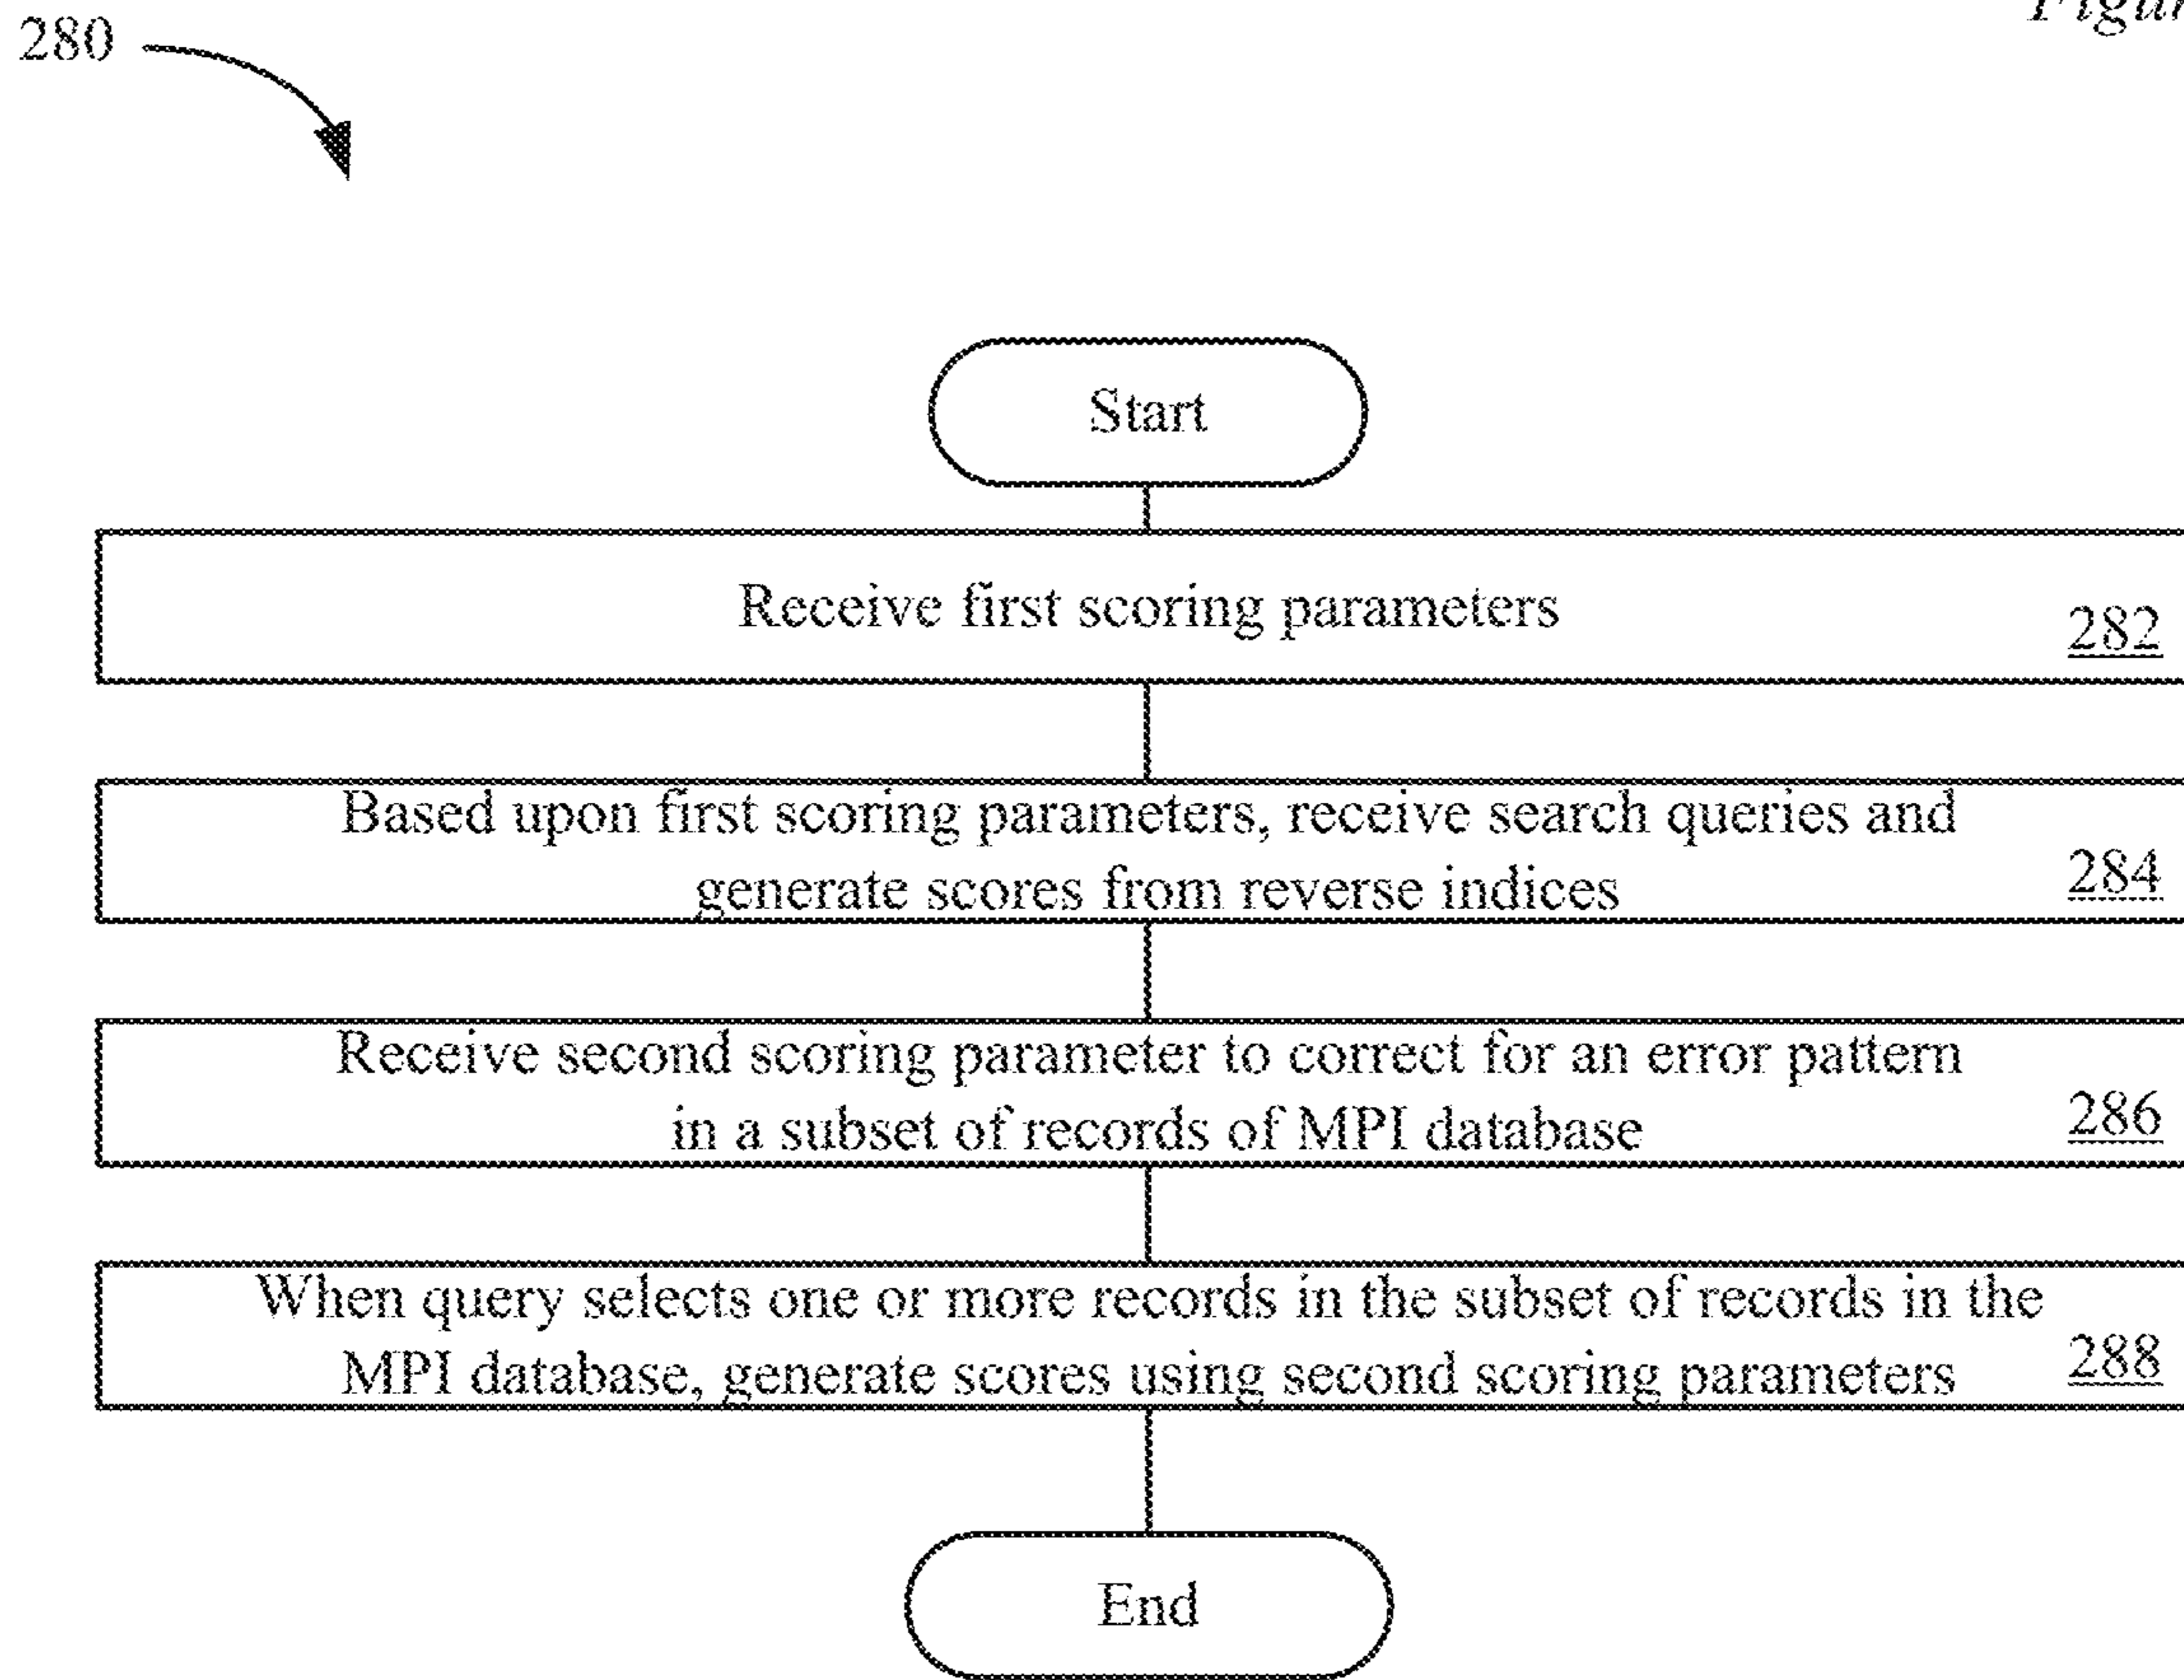 280
Start
Receive first scoring parameters
282
Based upon first scoring parameters, receive search queries and
generate scores from reverse indices
284
Receive second scoring parameter to correct for an error pattern
in a subset of records of MPI database
286
When query selects one or more records in the subset of records in the
MPI database, generate scores using second scoring parameters
288
End